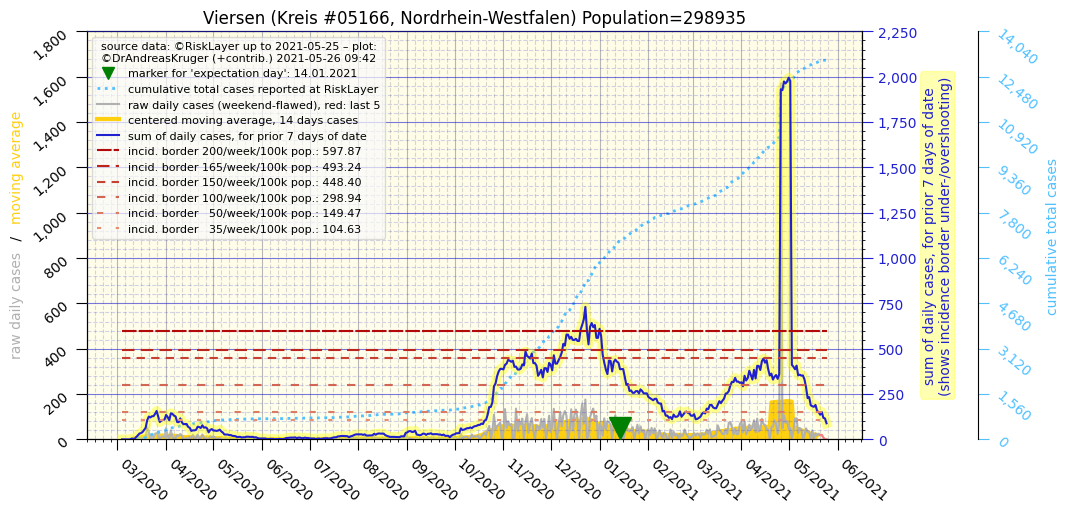 Viersen (Kreis #05166, Nordrhein-Westfalen) Population=298935
source data: ©RiskLayer up to 2021-05-25 – plot:
©DrAndreasKruger (+contrib.) 2021-05-26 09:42
marker for 'expectation day': 14.01.2021
cumulative total cases reported at RiskLayer
raw daily cases (weekend-flawed), red: last 5
centered moving average, 14 days cases
sum of daily cases, for prior 7 days of date
incid. border 200/week/100k pop.: 597.87
incid. border 165/week/100k pop.: 493.24
incid. border 150/week/100k pop.: 448.40
incid. border 100/week/100k pop.: 298.94
incid. border   50/week/100k pop.: 149.47
incid. border   35/week/100k pop.: 104.63
raw daily cases   /   moving average
1,800
1,600
1,400
1,200
1,000
800
600
400
200
0
03/2020
04/2020
05/2020
06/2020
07/2020
08/2020
09/2020
10/2020
11/2020
12/2020
01/2021
02/2021
03/2021
04/2021
05/2021
06/2021
2,250
2,000
1,750
1,500
1,250
1,000
750
500
250
0
sum of daily cases, for prior 7 days of date
(shows incidence border under-/overshooting)
14,040
12,480
10,920
9,360
7,800
6,240
4,680
3,120
1,560
0
cumulative total cases